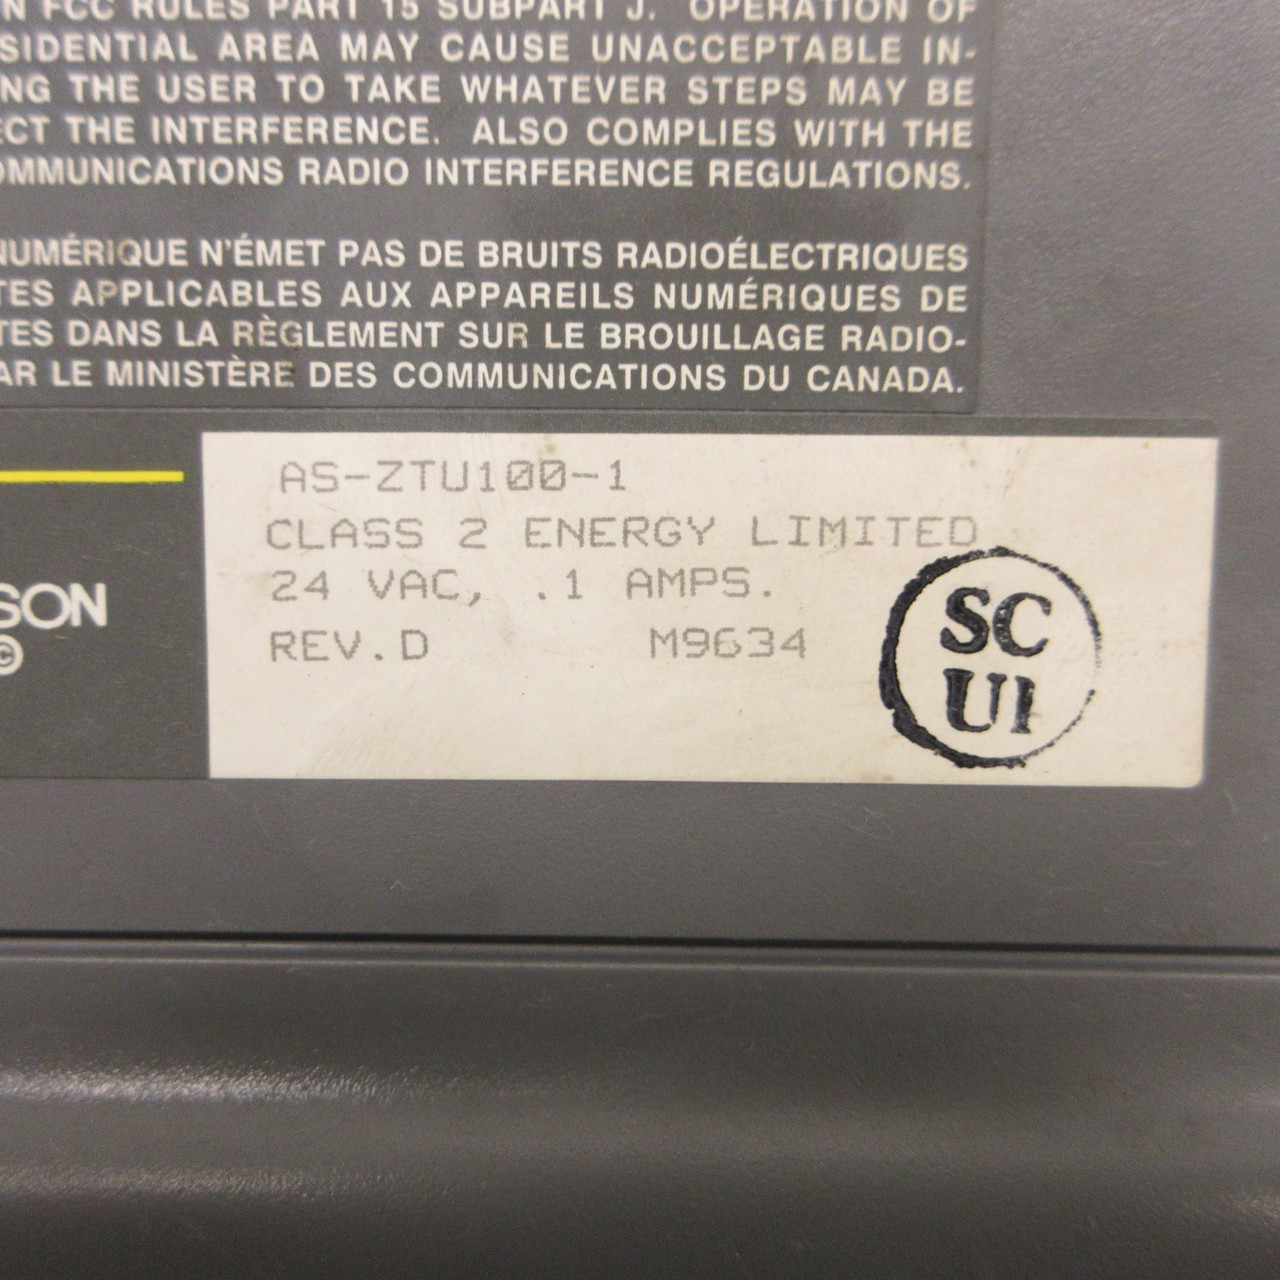 N FCC RULES PART 15 SUBPART J. OPERATION OF
SIDENTIAL AREA MAY CAUSE UNACCEPTABLE IN-
NG THE USER TO TAKE WHATEVER STEPS MAY BE
ECT THE INTERFERENCE. ALSO COMPLIES WITH THE
OMMUNICATIONS RADIO INTERFERENCE REGULATIONS.
NUMÉRIQUE N'ÉMET PAS DE BRUITS RADIOÉLECTRIQUES
TES APPLICABLES AUX APPAREILS NUMÉRIQUES DE
TES DANS LA RÈGLEMENT SUR LE BROUILLAGE RADIO-
AR LE MINISTÈRE DES COMMUNICATIONS DU CANADA.
SON
©
AS-ZTU100-1
CLASS 2 ENERGY LIMITED
24 VAC, .1 AMPS.
REV.D M9634
SC
UI